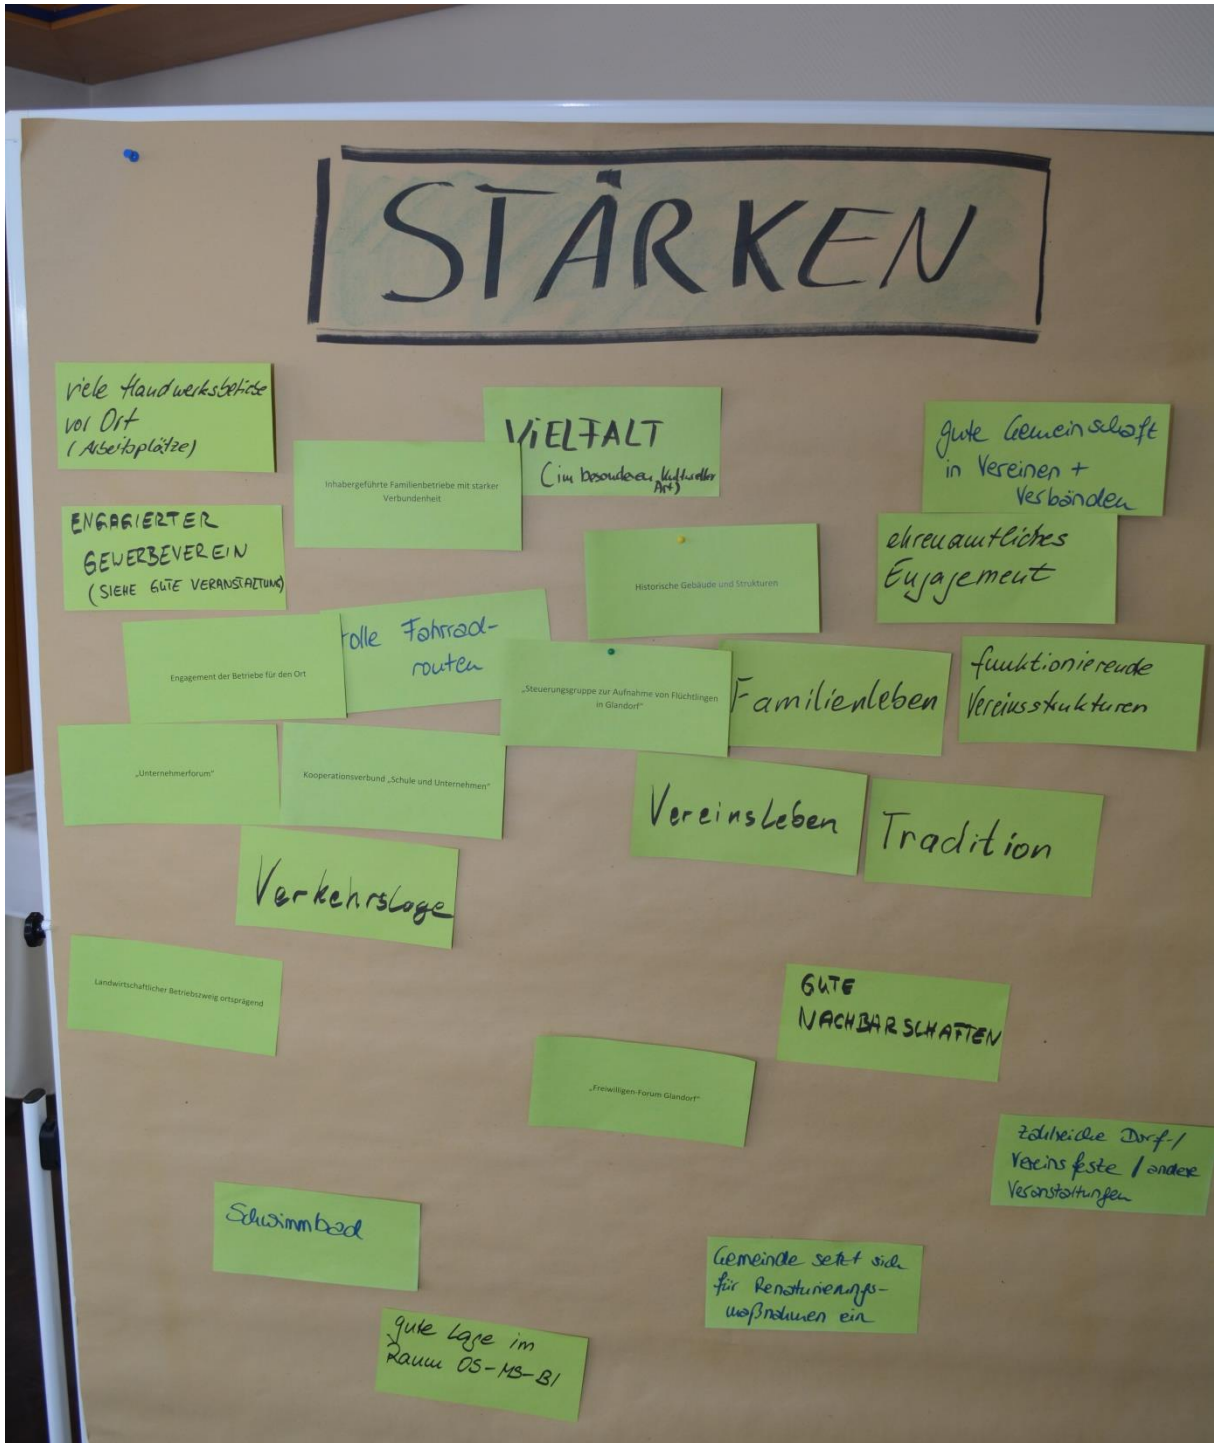 STÄRKEN
viele Handwerksbetriebe
vor Ort
(Arbeitsplätze)
Inhabergeführte Familienbetriebe mit starker
Verbundenheit
VIELFALT
(im besonderen kultureller
Art)
gute Gemeinschaft
in Vereinen +
Verbänden
ENGAGIERTER
GEWERBEVEREIN
(SIEHE GUTE VERANSTALTUNG)
Historische Gebäude und Strukturen
ehrenamtliches
Engagement
Engagement der Betriebe für den Ort
tolle Fahrrad-
routen
„Steuerungsgruppe zur Aufnahme von Flüchtlingen
in Glandorf“
Familienleben
funktionierende
Vereinsstrukturen
„Unternehmerforum“
Kooperationsverbund „Schule und Unternehmen“
Vereinsleben
Tradition
Verkehrslage
Landwirtschaftlicher Betriebszweig ortsprägend
GUTE
NACHBARSCHAFTEN
„Freiwilligen-Forum Glandorf“
zahlreiche Dorf-/
Vereinsfeste / andere
Veranstaltungen
Schwimmbad
Gemeinde setzt sich
für Renaturierungs-
maßnahmen ein
gute Lage im
Raum OS-MS-BI